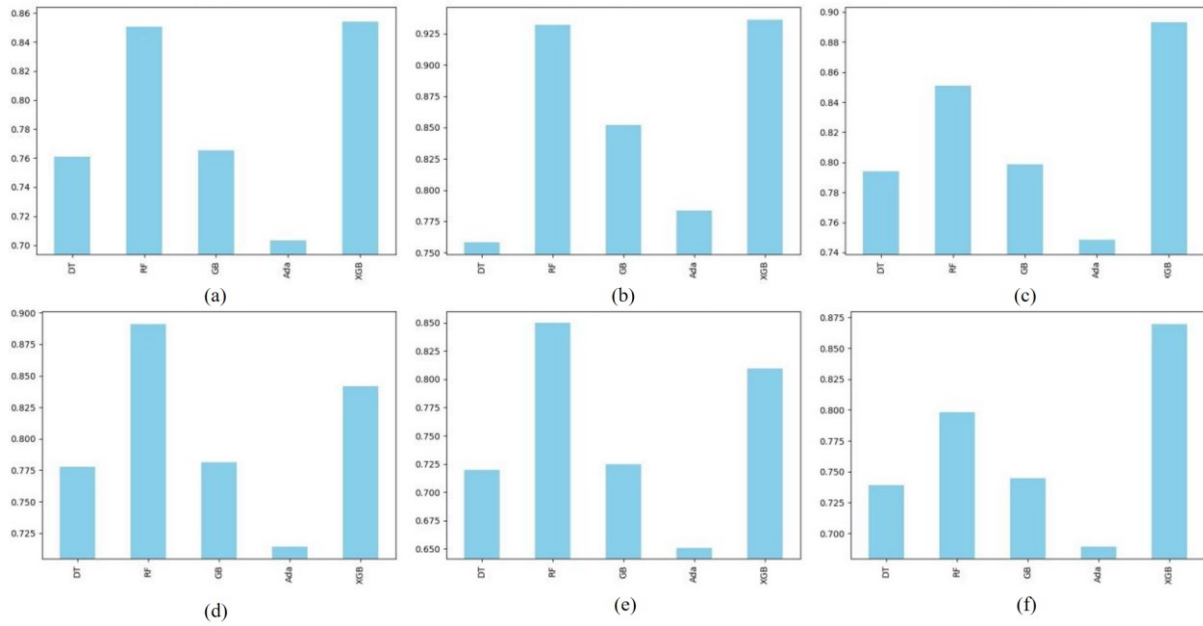 0.86
0.84
0.82
0.80
0.78
0.76
0.74
0.72
0.70
DT
RF
GB
Ada
XGB
(a)
0.925
0.900
0.875
0.850
0.825
0.800
0.775
0.750
DT
RF
GB
Ada
XGB
(b)
0.90
0.88
0.86
0.84
0.82
0.80
0.78
0.76
0.74
DT
RF
GB
Ada
XGB
(c)
0.900
0.875
0.850
0.825
0.800
0.775
0.750
0.725
DT
RF
GB
Ada
XGB
(d)
0.850
0.825
0.800
0.775
0.750
0.725
0.700
0.675
0.650
DT
RF
GB
Ada
XGB
(e)
0.875
0.850
0.825
0.800
0.775
0.750
0.725
0.700
DT
RF
GB
Ada
XGB
(f)